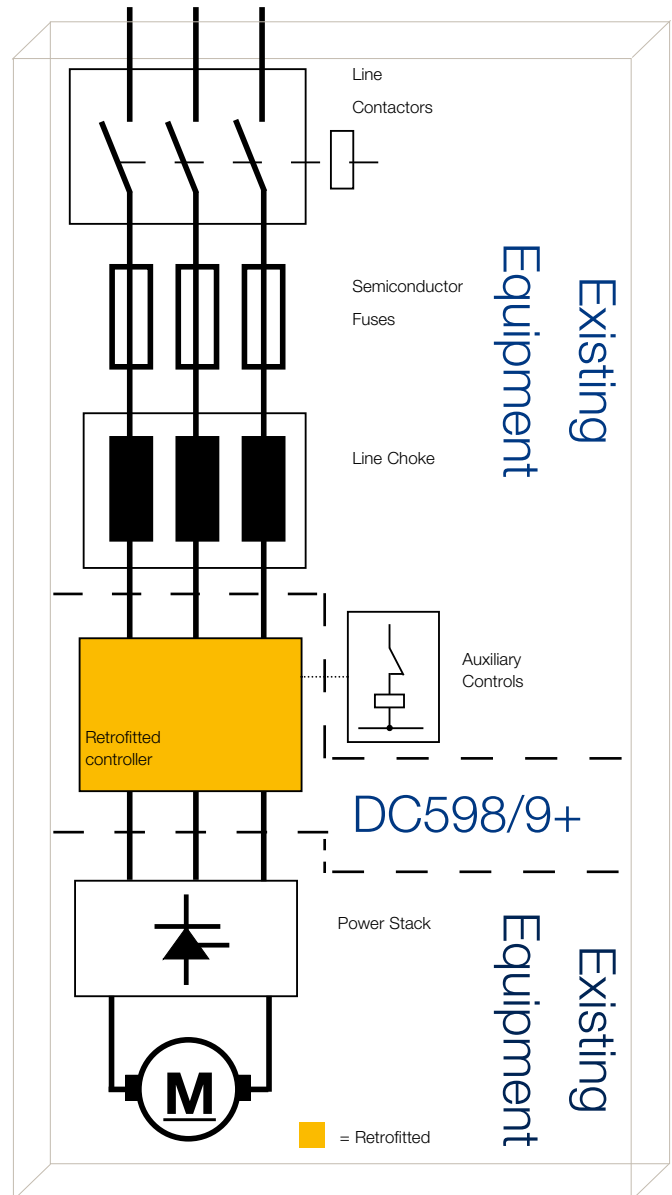 Line
Contactors
Semiconductor
Fuses
Existing
Equipment
Line Choke
Auxiliary
Controls
Retrofitted
controller
DC598/9+
Power Stack
Existing
Equipment
M
= Retrofitted